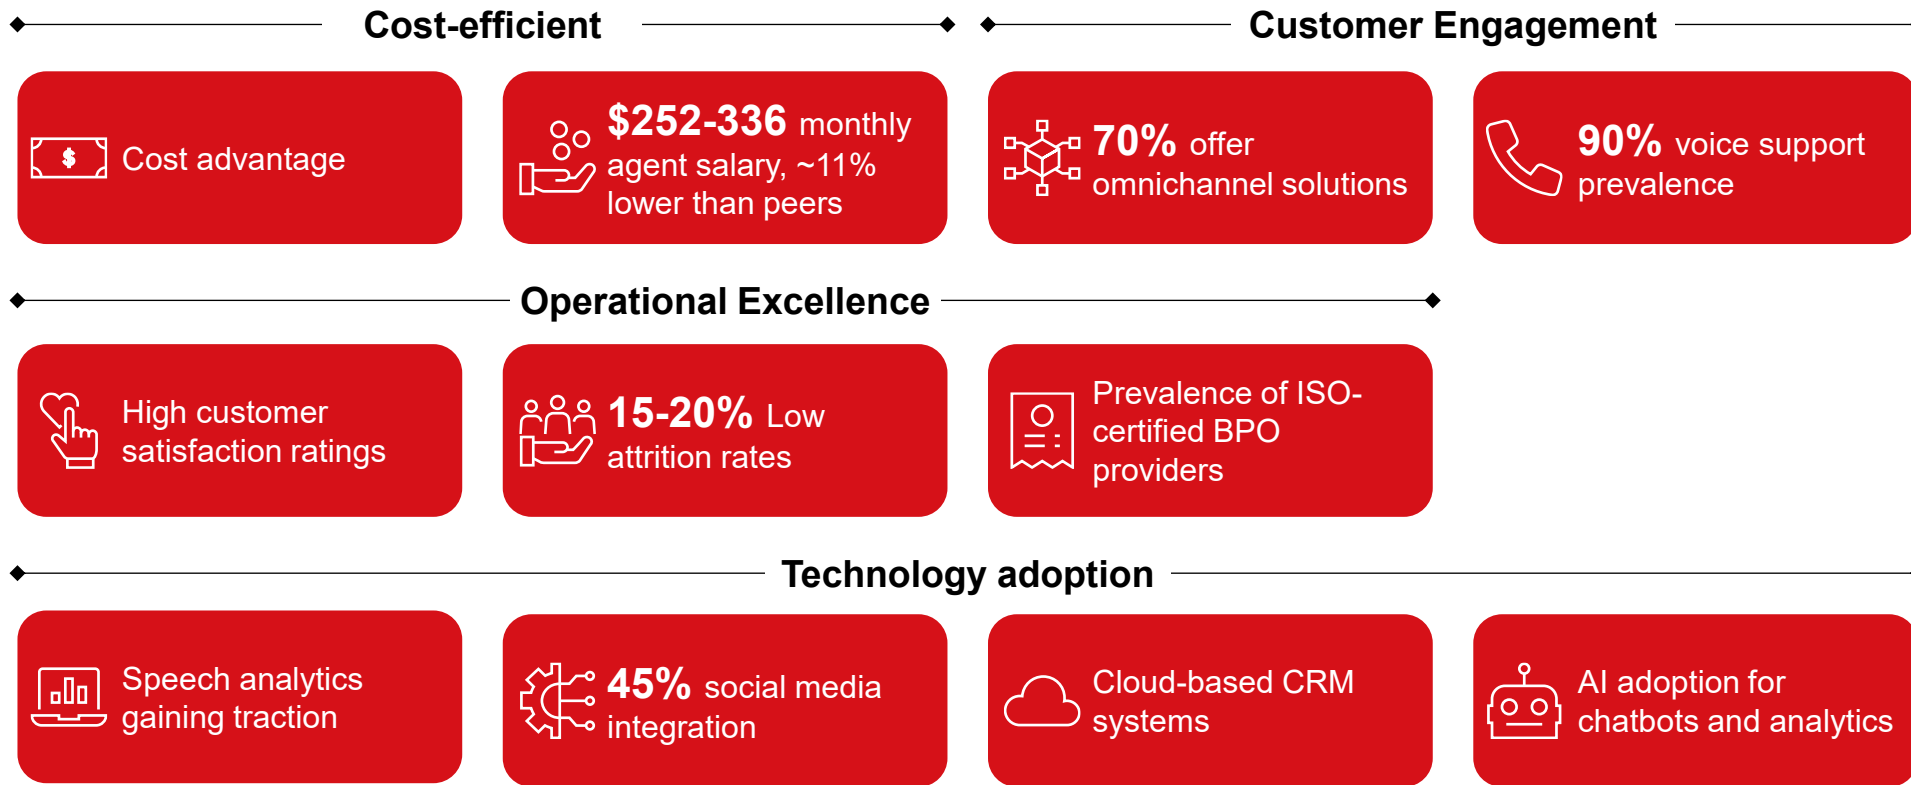 Cost-efficient
Customer Engagement
$
Cost advantage
$252-336 monthly
agent salary, ~11%
lower than peers
70% offer
omnichannel solutions
90% voice support
prevalence
Operational Excellence
High customer
satisfaction ratings
15-20% Low
attrition rates
Prevalence of ISO-
certified BPO
providers
Technology adoption
Speech analytics
gaining traction
45% social media
integration
Cloud-based CRM
systems
AI adoption for
chatbots and analytics